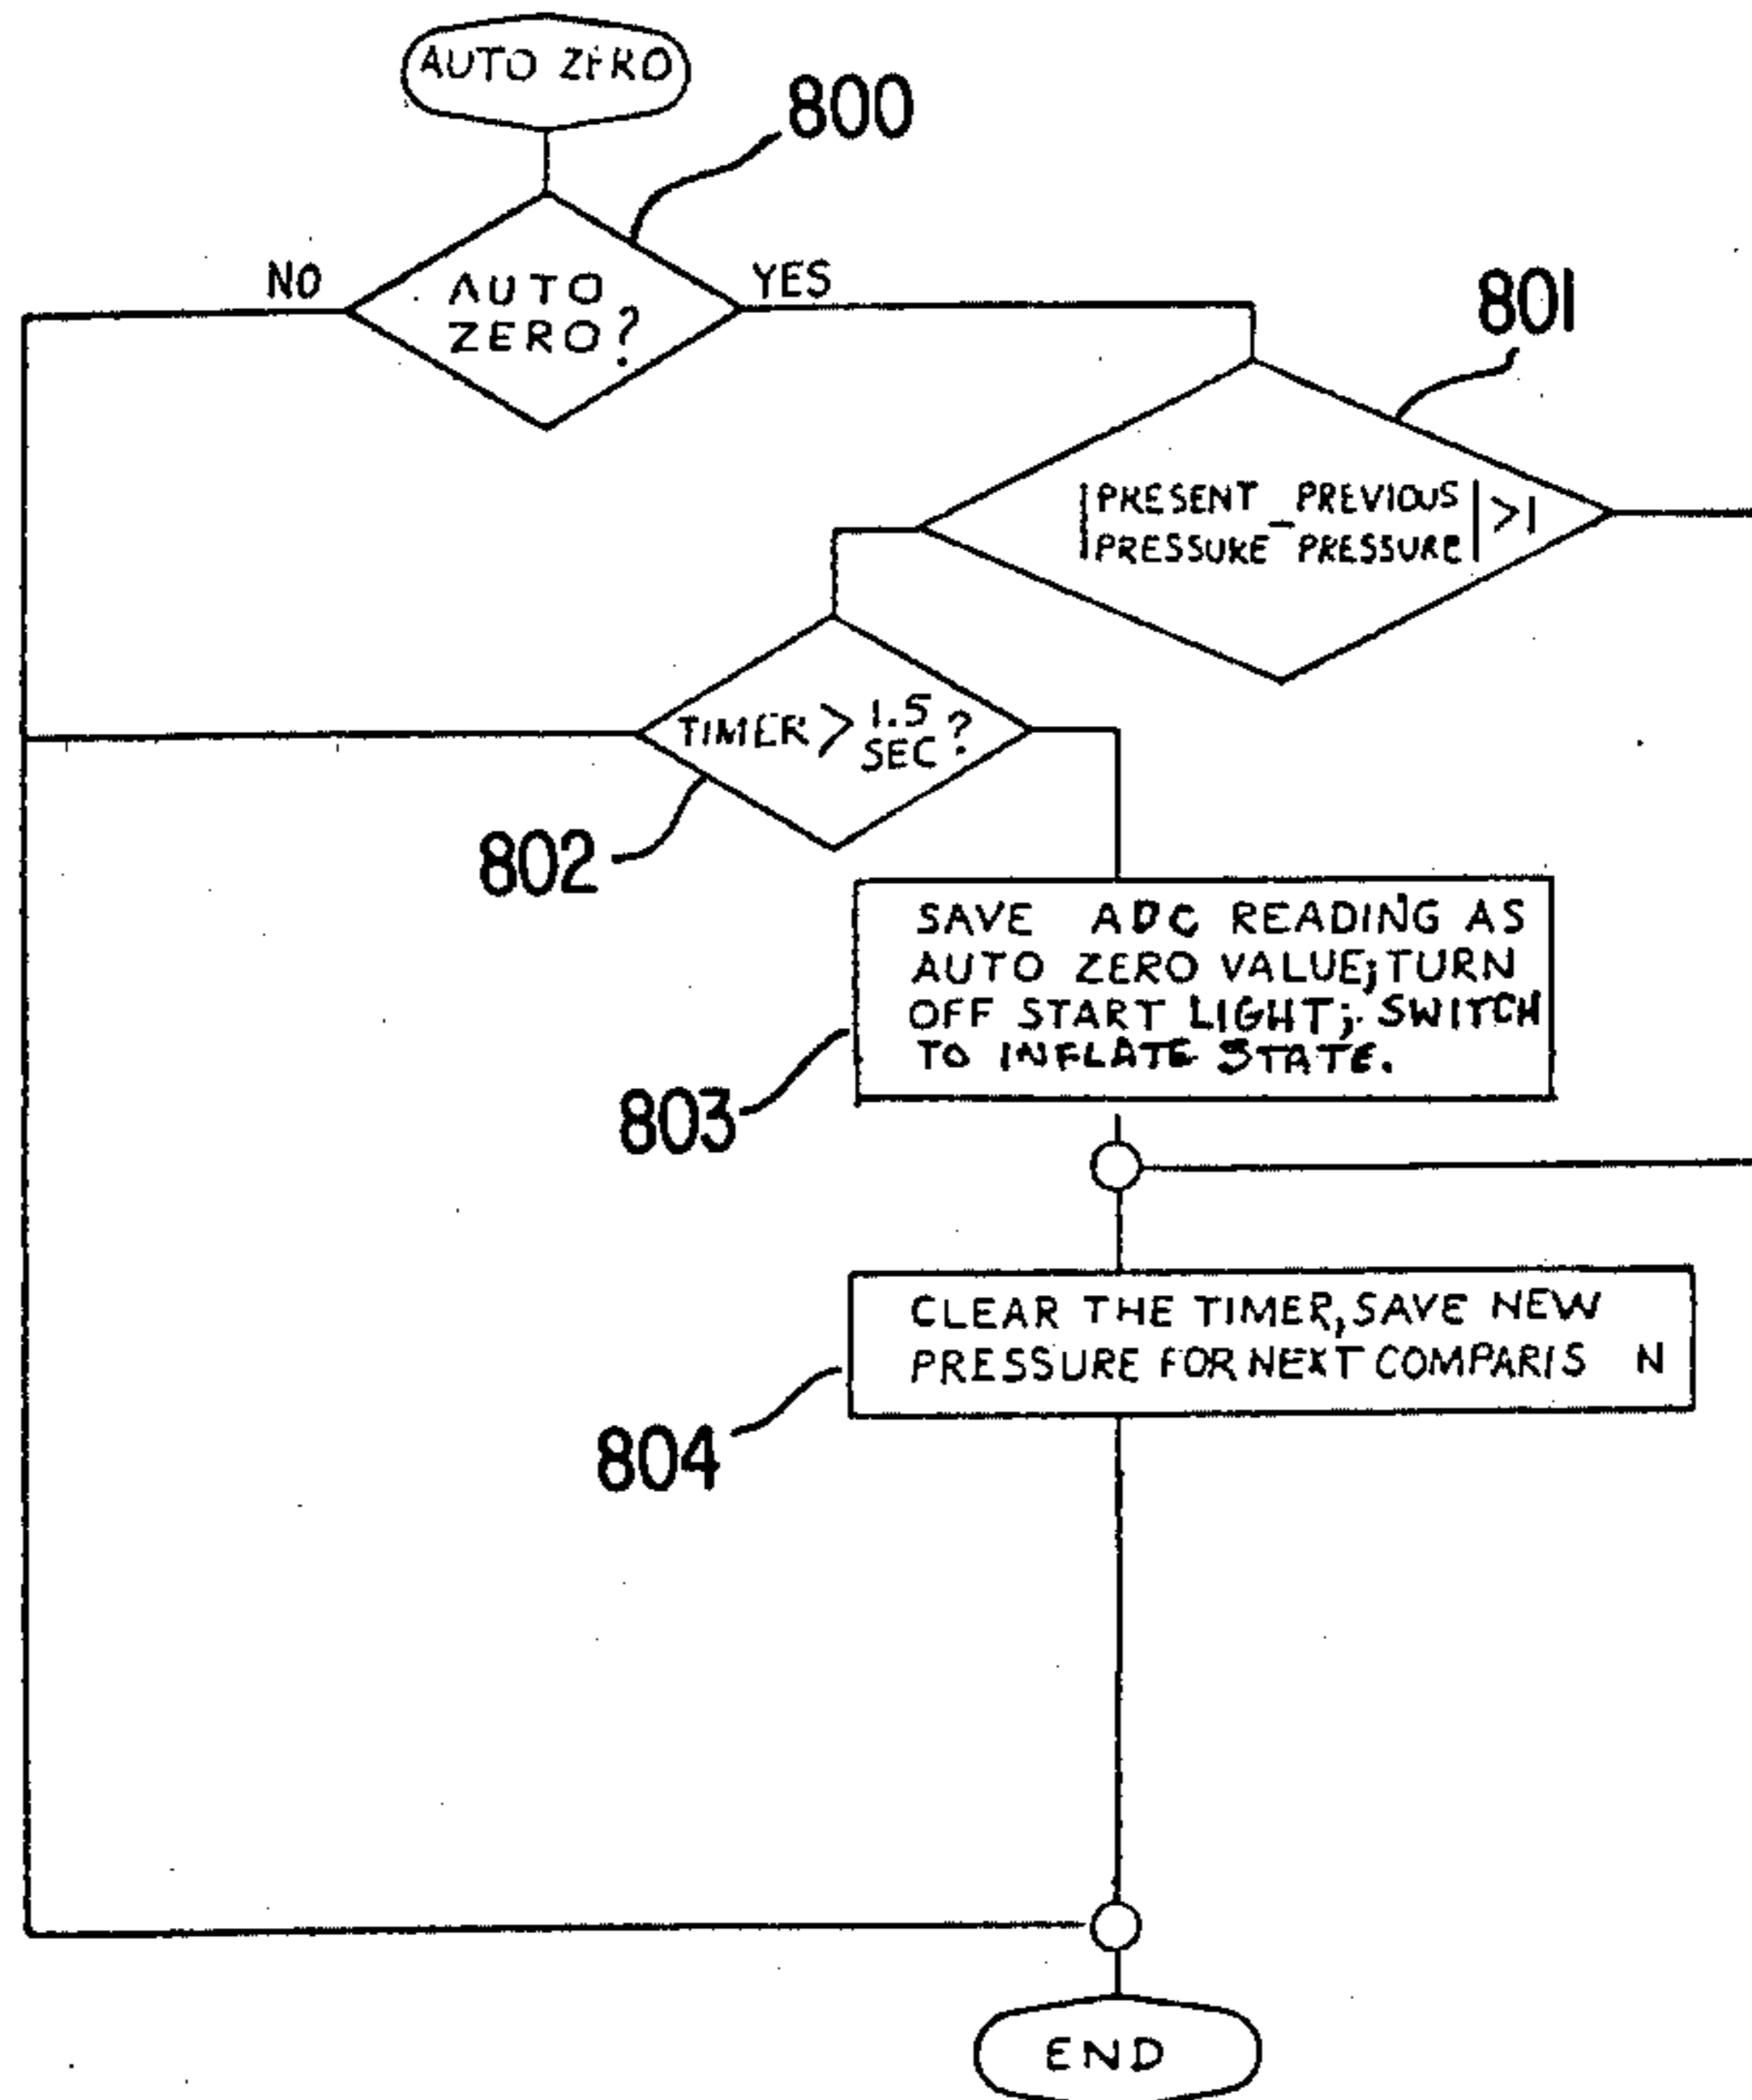 AUTO ZERO
800
NO
AUTO
ZERO?
YES
801
|PRESENT _ PREVIOUS
PRESSURE PRESSURE| >1
TIMER > 1.5
SEC ?
802
SAVE ADC READING AS
AUTO ZERO VALUE; TURN
OFF START LIGHT; SWITCH
TO INFLATE STATE.
803
CLEAR THE TIMER, SAVE NEW
PRESSURE FOR NEXT COMPARIS N
804
END